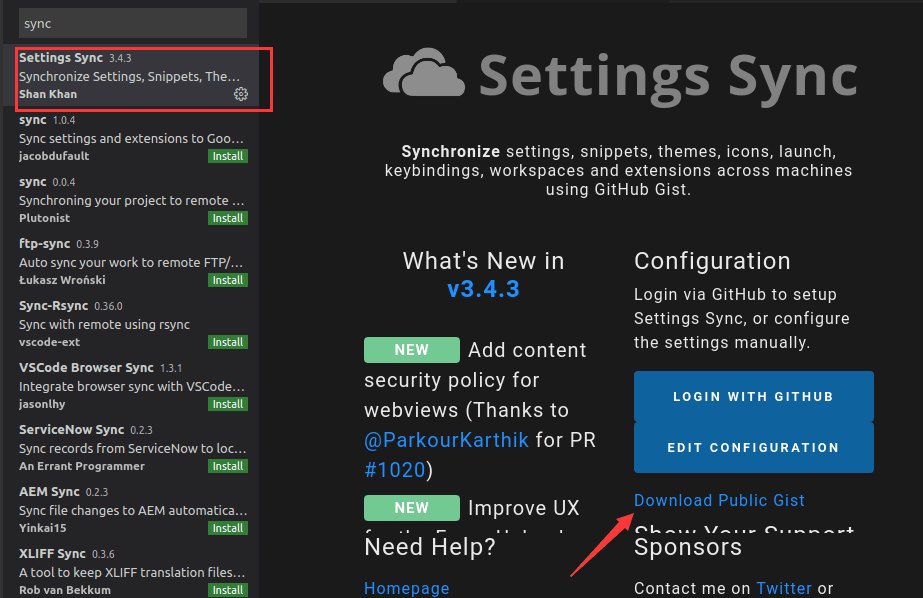 sync
Settings Sync 3.4.3
Synchronize Settings, Snippets, The...
Shan Khan
sync 1.0.4
Sync settings and extensions to Goo...
jacobdufault Install
sync 0.0.4
Synchroning your project to remote ...
Plutonist Install
ftp-sync 0.3.9
Auto sync your work to remote FTP/...
Łukasz Wroński Install
Sync-Rsync 0.36.0
Sync with remote using rsync
vscode-ext Install
VSCode Browser Sync 1.3.1
Integrate browser sync with VSCode...
jasonlhy Install
ServiceNow Sync 0.2.3
Sync records from ServiceNow to loc...
An Errant Programmer Install
AEM Sync 0.2.3
Sync file changes to AEM automatica...
Yinkai15 Install
XLIFF Sync 0.3.6
A tool to keep XLIFF translation files...
Rob van Bekkum Install
Settings Sync
Synchronize settings, snippets, themes, icons, launch,
keybindings, workspaces and extensions across machines
using GitHub Gist.
What's New in
v3.4.3
NEW Add content
security policy for
webviews (Thanks to
@ParkourKarthik for PR
#1020)
NEW Improve UX
Need Help?
Homepage
Configuration
Login via GitHub to setup
Settings Sync, or configure
the settings manually.
LOGIN WITH GITHUB
EDIT CONFIGURATION
Download Public Gist
Show Your Support
Sponsors
Contact me on Twitter or